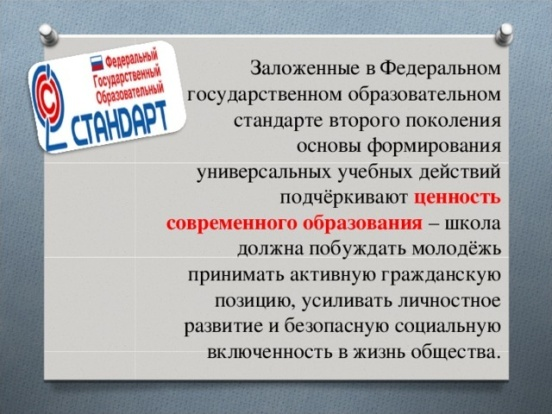 Федеральный
Государственный
Образовательный
СТАНДАРТ
Заложенные в Федеральном
государственном образовательном
стандарте второго поколения
основы формирования
универсальных учебных действий
подчёркивают ценность
современного образования – школа
должна побуждать молодёжь
принимать активную гражданскую
позицию, усиливать личностное
развитие и безопасную социальную
включенность в жизнь общества.